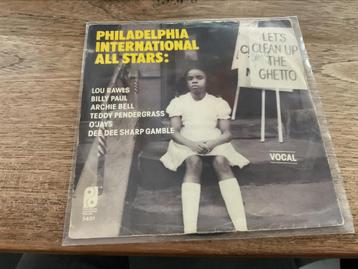 PHILADELPHIA
INTERNATIONAL
ALL STARS:
LOU RAWLS
BILLY PAUL
ARCHIE BELL
TEDDY PENDERGRASS
O'JAYS
DEE DEE SHARP GAMBLE
LET'S
CLEAN UP
THE
GHETTO
VOCAL